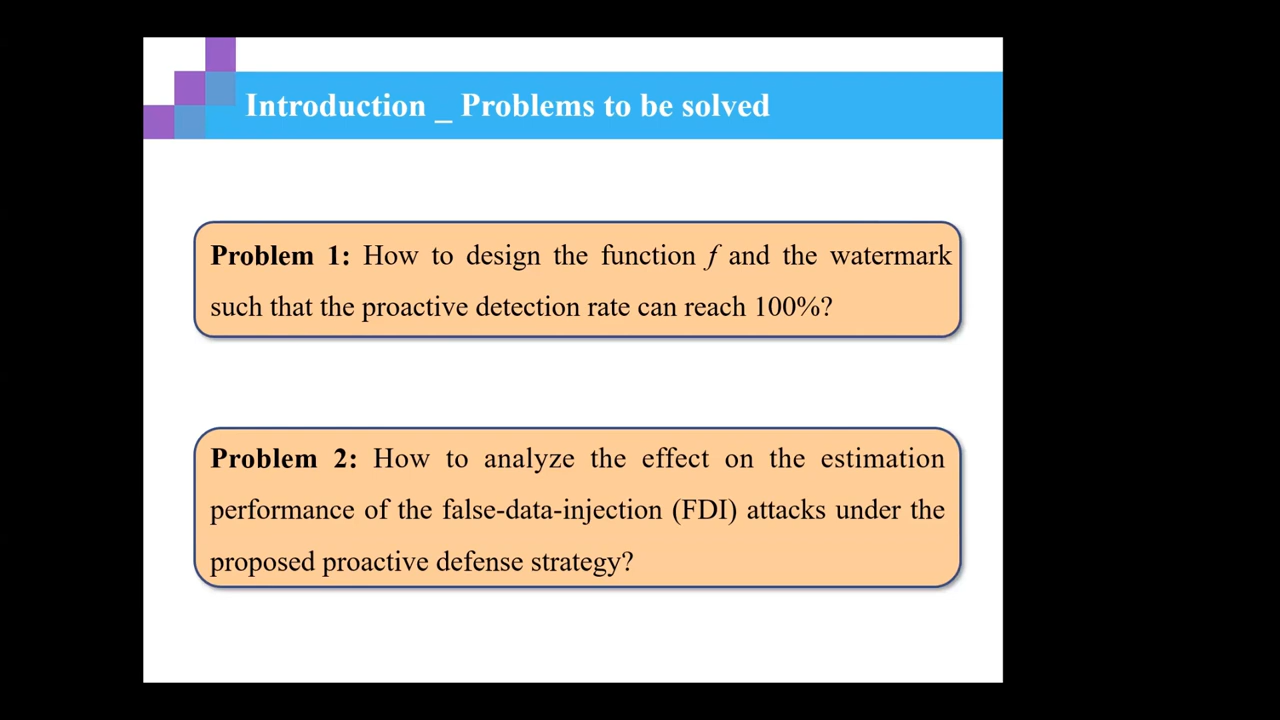 Introduction _ Problems to be solved
Problem 1: How to design the function f and the watermark
such that the proactive detection rate can reach 100%?
Problem 2: How to analyze the effect on the estimation
performance of the false-data-injection (FDI) attacks under the
proposed proactive defense strategy?